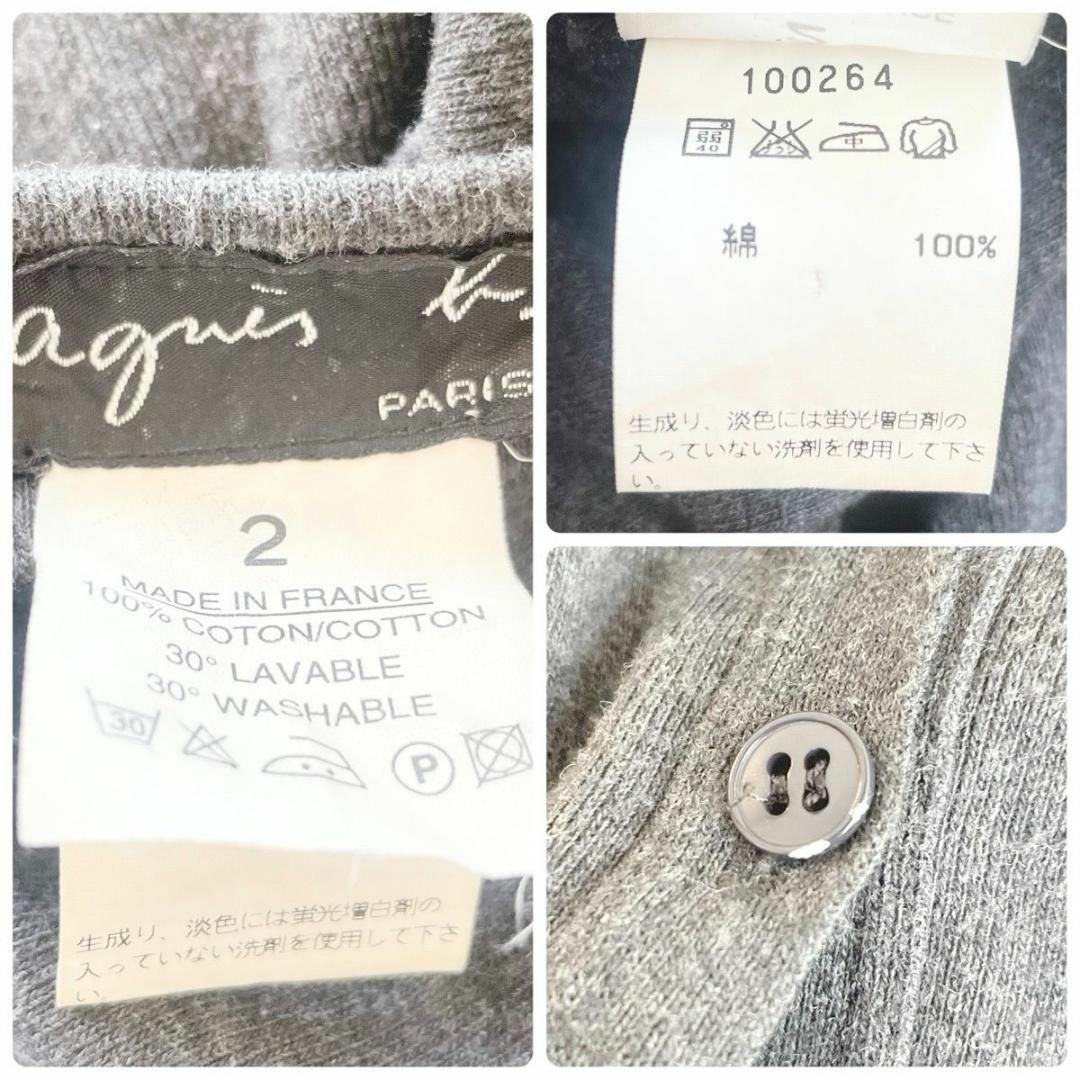 agnès b.
PARIS
2
MADE IN FRANCE
100% COTON/COTTON
30° LAVABLE
30° WASHABLE
30
P
生成り、淡色には蛍光増白剤の
入っていない洗剤を使用して下さ
い。
100264
弱
40
中
綿 100%
生成り、淡色には蛍光増白剤の
入っていない洗剤を使用して下さ
い。